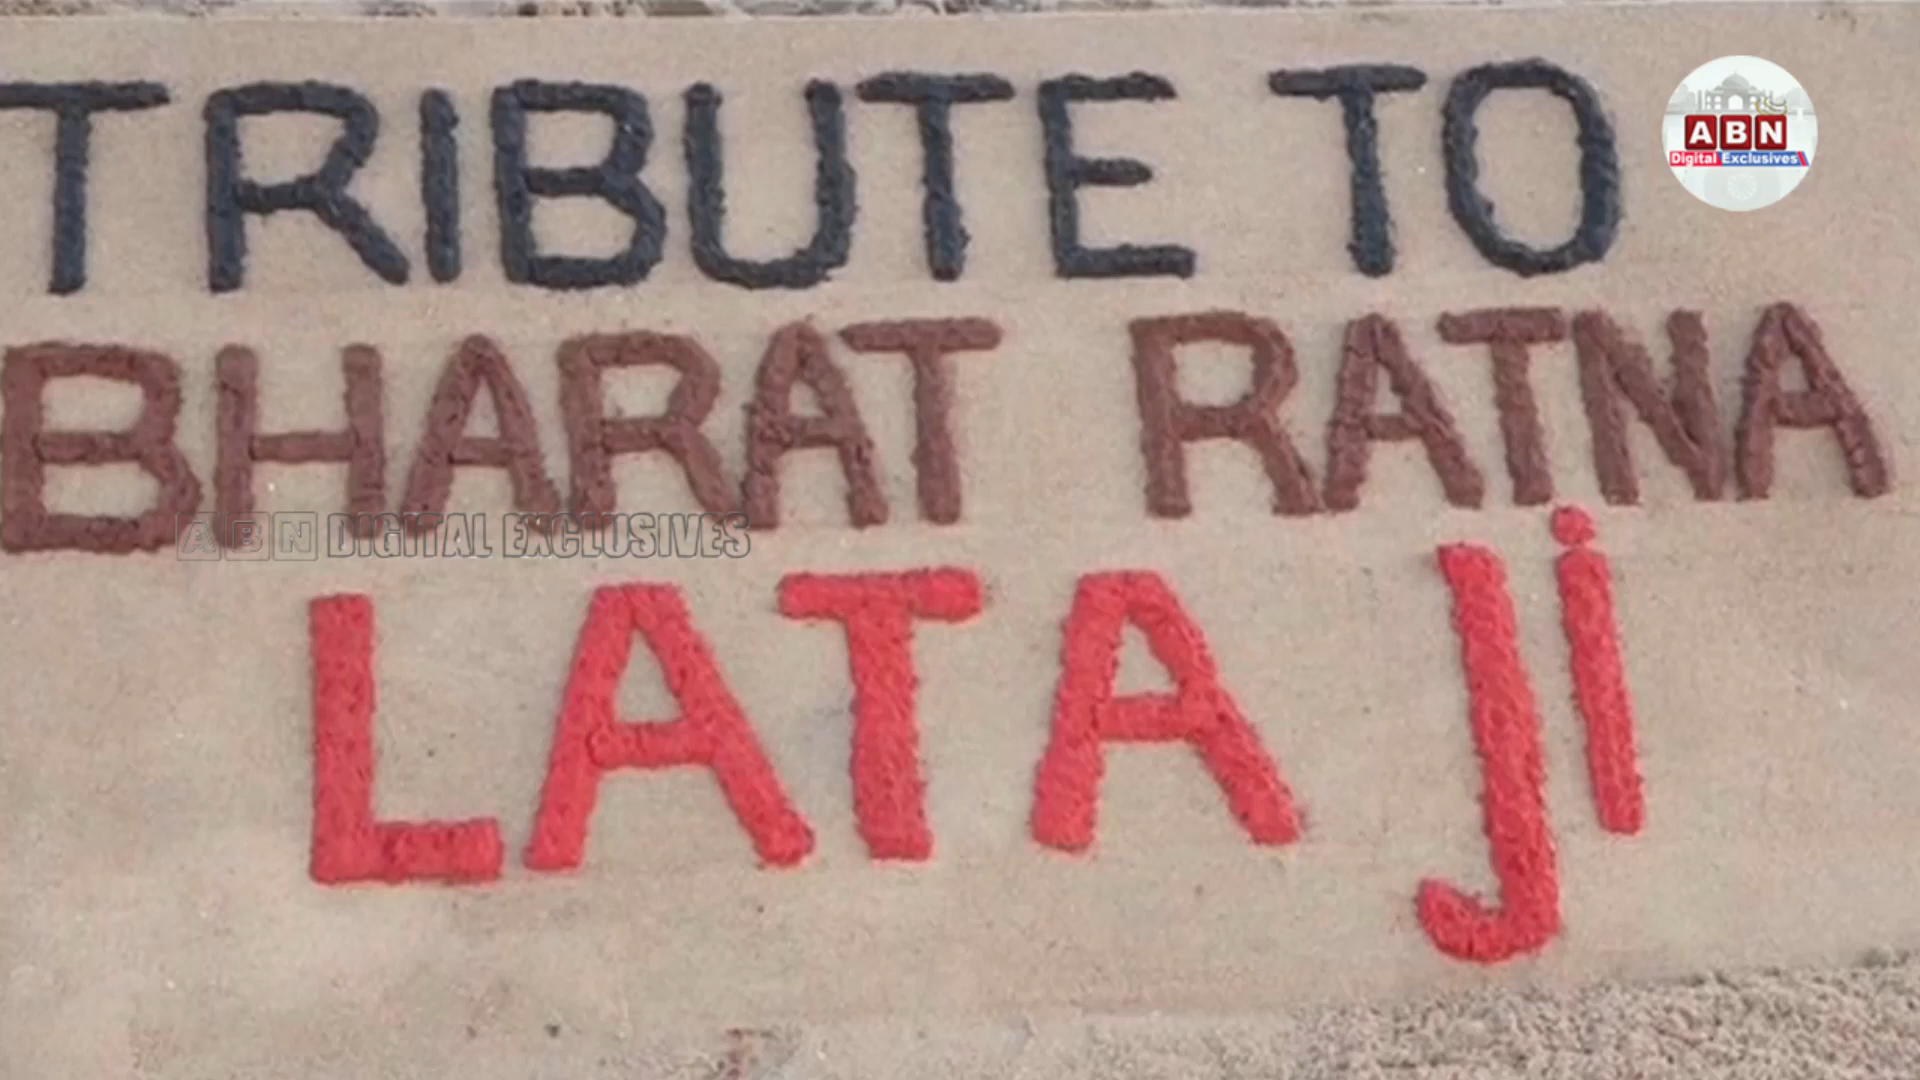 TRIBUTE TO
ABN
Digital Exclusives
BHARAT RATNA
ABN DIGITAL EXCLUSIVES
LATA Ji